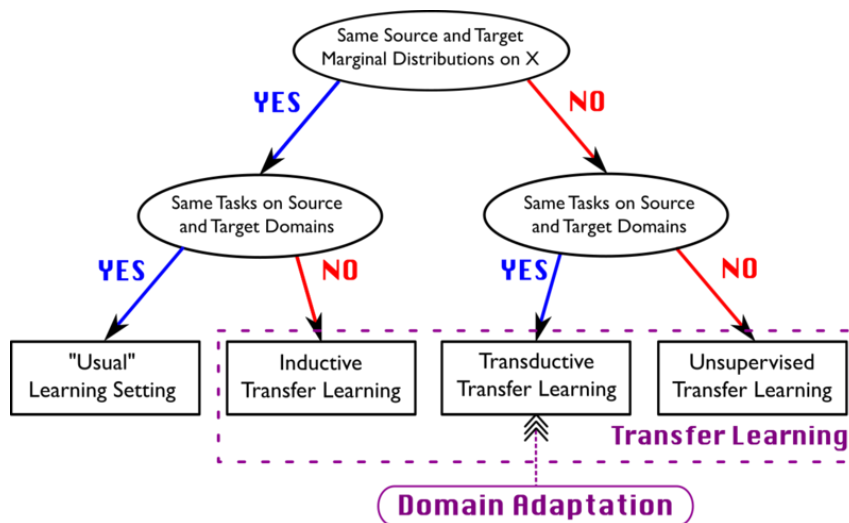 Same Source and Target
Marginal Distributions on X
YES
NO
Same Tasks on Source
and Target Domains
Same Tasks on Source
and Target Domains
YES
NO
YES
NO
"Usual"
Learning Setting
Inductive
Transfer Learning
Transductive
Transfer Learning
Unsupervised
Transfer Learning
Transfer Learning
Domain Adaptation